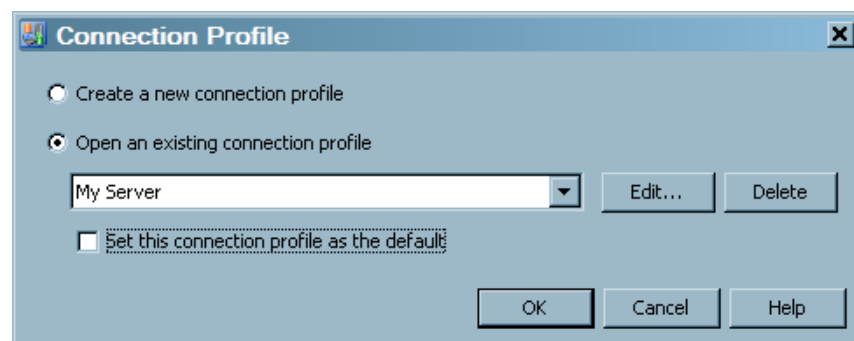 Connection Profile
Create a new connection profile
Open an existing connection profile
My Server Edit... Delete
Set this connection profile as the default
OK Cancel Help